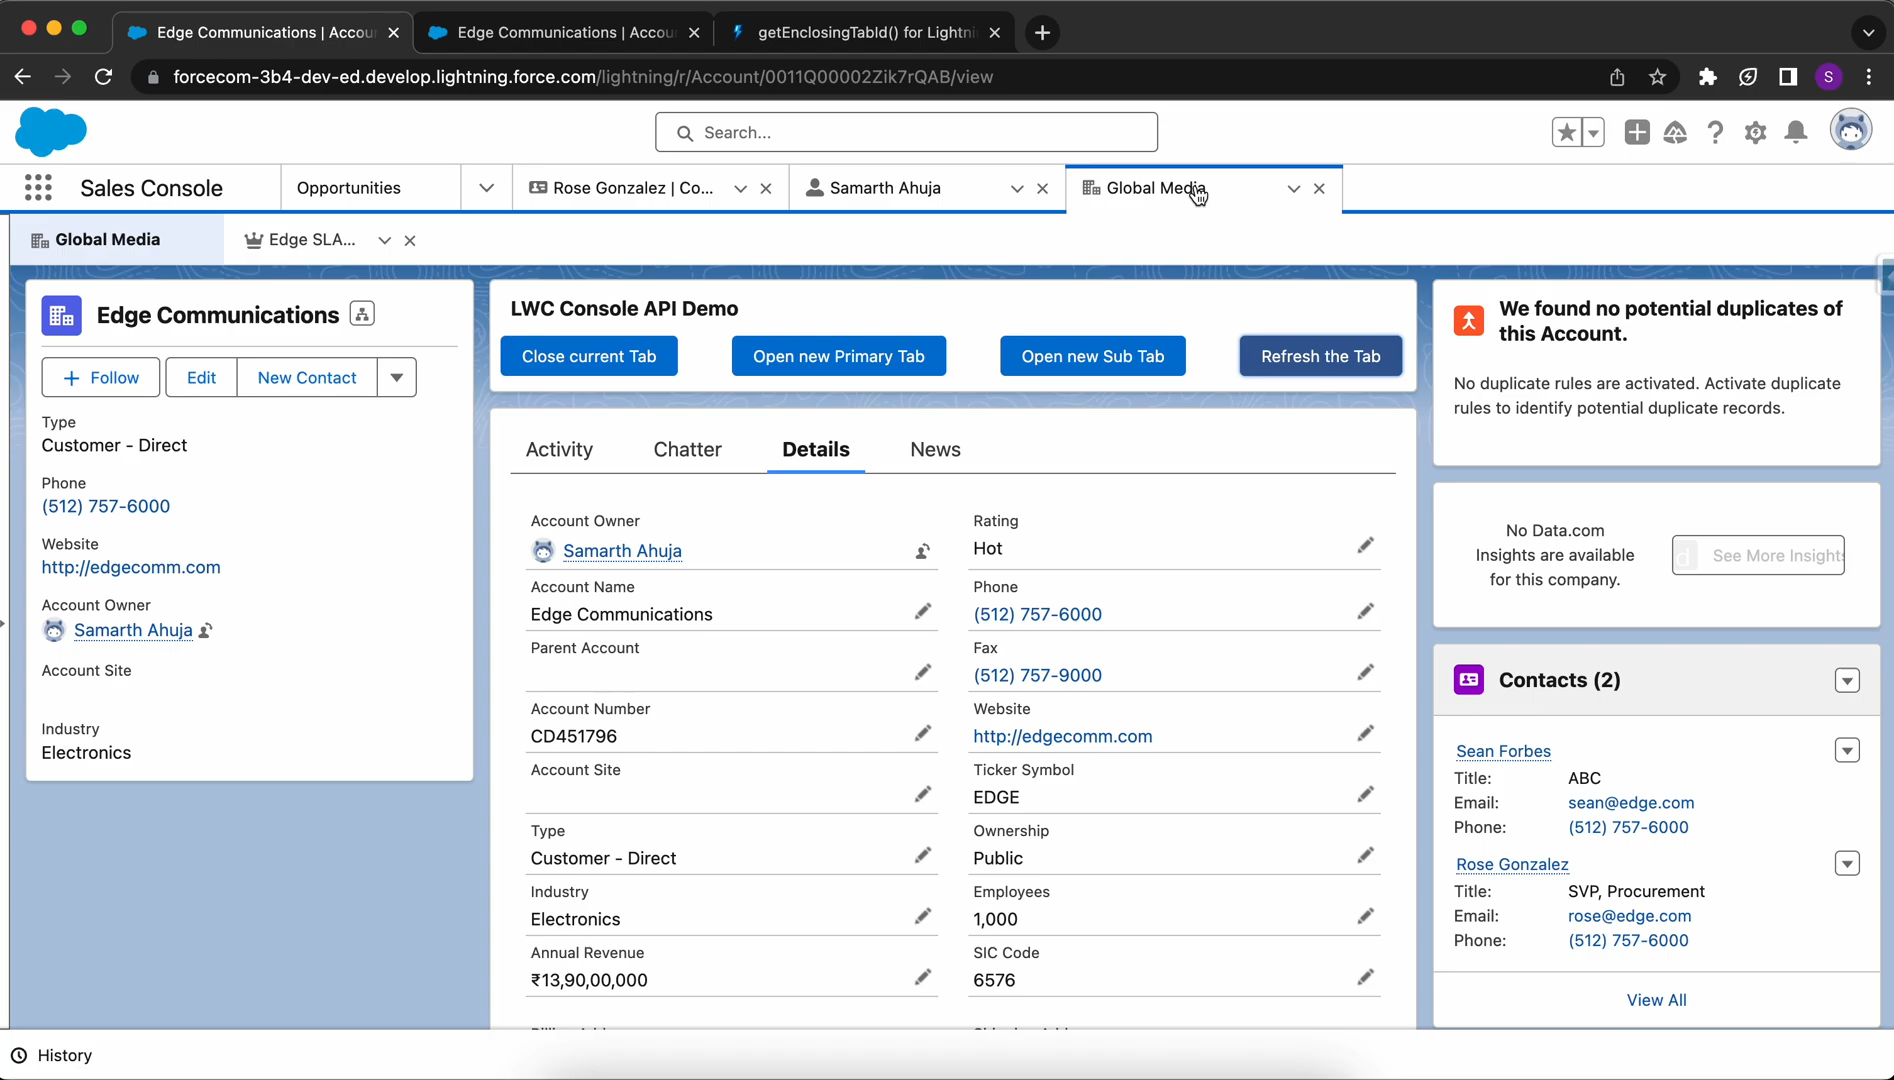 Edge Communications | Accou
Edge Communications | Accou
getEnclosingTabId() for Lightni
forcecom-3b4-dev-ed.develop.lightning.force.com/lightning/r/Account/0011Q00002Zik7rQAB/view
S
Search...
Sales Console
Opportunities
Rose Gonzalez | Co...
Samarth Ahuja
Global Media
Global Media
Edge SLA...
Edge Communications
Follow
Edit
New Contact
Type
Customer - Direct
Phone
(512) 757-6000
Website
http://edgecomm.com
Account Owner
Samarth Ahuja
Account Site
Industry
Electronics
LWC Console API Demo
Close current Tab
Open new Primary Tab
Open new Sub Tab
Refresh the Tab
Activity
Chatter
Details
News
Account Owner
Samarth Ahuja
Rating
Hot
Account Name
Edge Communications
Phone
(512) 757-6000
Parent Account
Fax
(512) 757-9000
Account Number
CD451796
Website
http://edgecomm.com
Account Site
Ticker Symbol
EDGE
Type
Customer - Direct
Ownership
Public
Industry
Electronics
Employees
1,000
Annual Revenue
₹13,90,00,000
SIC Code
6576
We found no potential duplicates of
this Account.
No duplicate rules are activated. Activate duplicate
rules to identify potential duplicate records.
No Data.com
Insights are available
for this company.
See More Insights
Contacts (2)
Sean Forbes
Title: ABC
Email: sean@edge.com
Phone: (512) 757-6000
Rose Gonzalez
Title: SVP, Procurement
Email: rose@edge.com
Phone: (512) 757-6000
View All
History